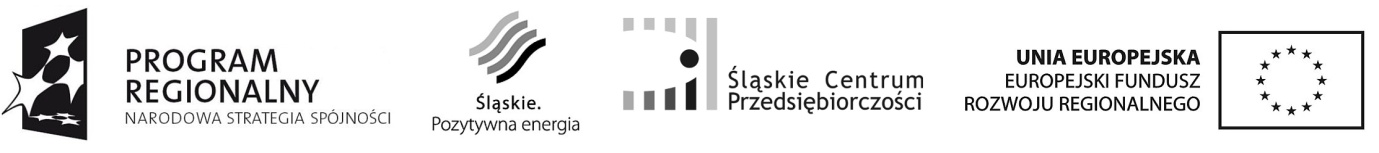 PROGRAM
REGIONALNY
NARODOWA STRATEGIA SPÓJNOŚCI
Śląskie.
Pozytywna energia
Śląskie Centrum
Przedsiębiorczości
UNIA EUROPEJSKA
EUROPEJSKI FUNDUSZ
ROZWOJU REGIONALNEGO